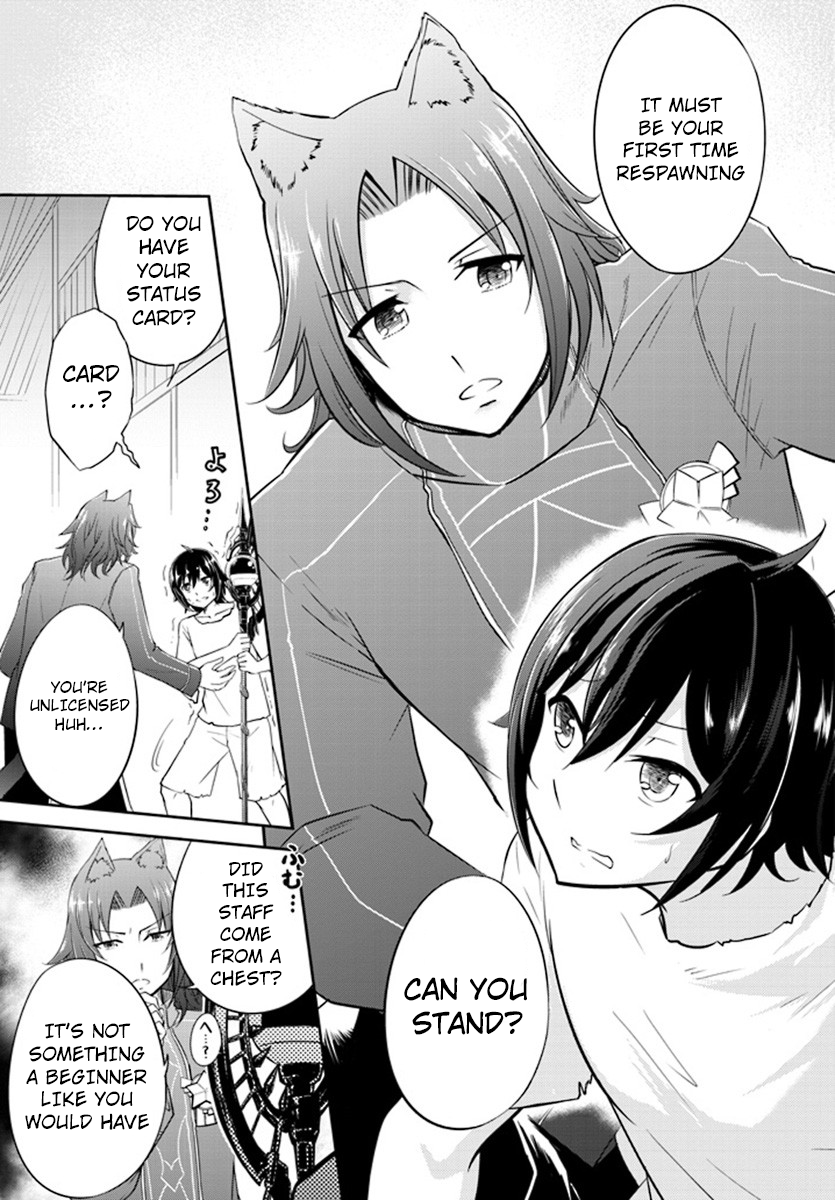 IT MUST
BE YOUR
FIRST TIME
RESPAWNING
CAN YOU
STAND?
DO YOU
HAVE
YOUR
STATUS
CARD?
CARD
...?
よろ...
YOU'RE
UNLICENSED
HUH...
ふむ...
DID
THIS
STAFF
COME
FROM A
CHEST?
へ...?
IT'S NOT
SOMETHING
A BEGINNER
LIKE YOU
WOULD
HAVE